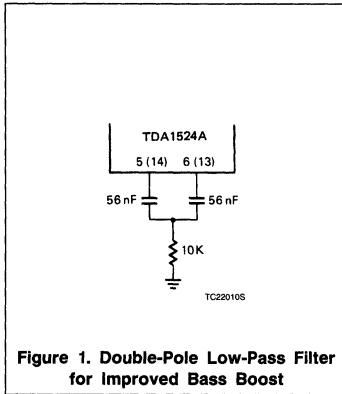 TDA1524A
5 (14) 6 (13)
56 nF 56 nF
10K
TC22010S
Figure 1. Double-Pole Low-Pass Filter
for Improved Bass Boost